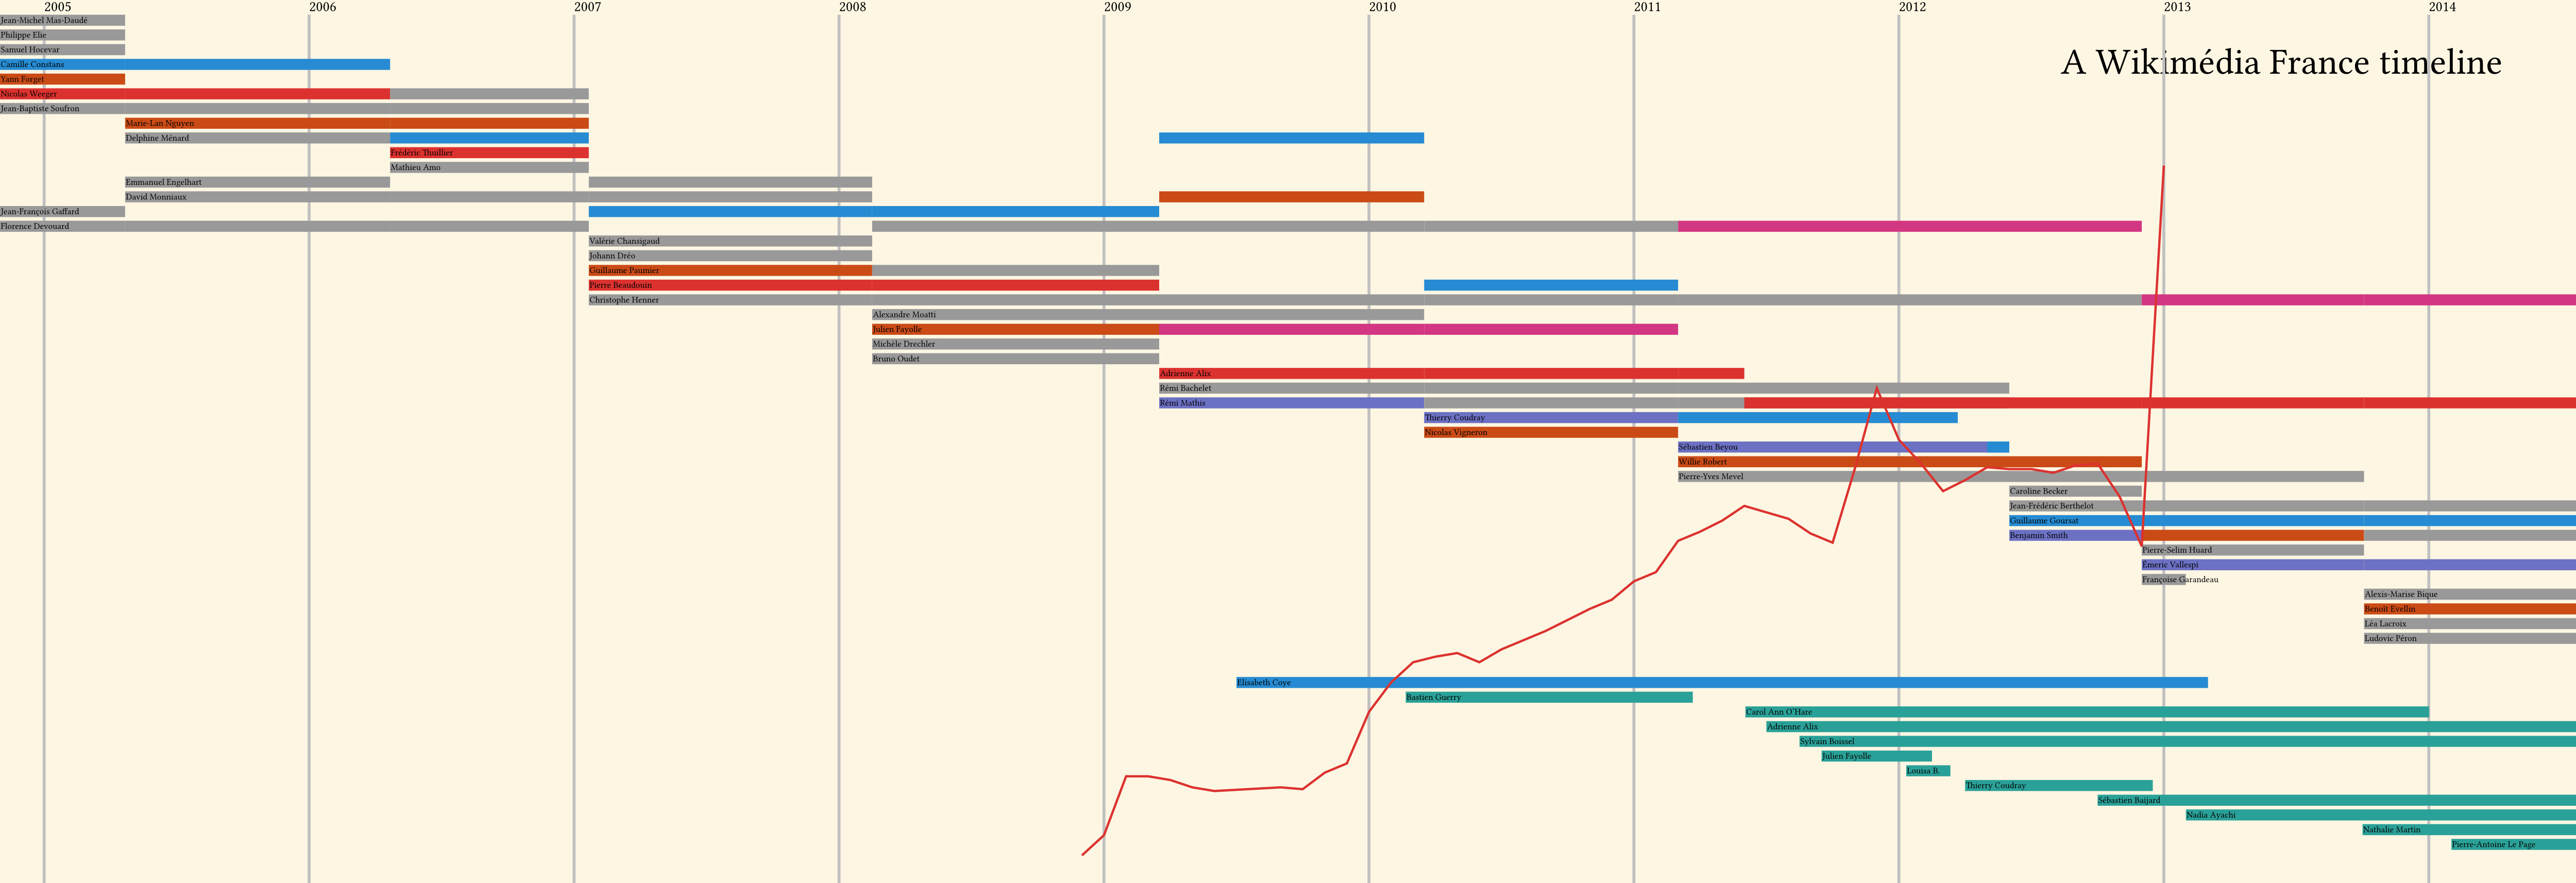 2005 2006 2007 2008 2009 2010 2011 2012 2013 2014
A Wikimédia France timeline
Jean-Michel Mas-Daudé
Philippe Elie
Samuel Hocevar
Camille Constans
Yann Forget
Nicolas Weeger
Jean-Baptiste Soufron
Marie-Lan Nguyen
Delphine Ménard
Frédéric Thuillier
Mathieu Amo
Emmanuel Engelhart
David Monniaux
Jean-François Gaffard
Florence Devouard
Valérie Chansigaud
Johann Dréo
Guillaume Paumier
Pierre Beaudouin
Christophe Henner
Alexandre Moatti
Julien Fayolle
Michèle Drechler
Bruno Oudet
Adrienne Alix
Rémi Bachelet
Rémi Mathis
Thierry Coudray
Nicolas Vigneron
Sébastien Beyou
Willie Robert
Pierre-Yves Mevel
Caroline Becker
Jean-Frédéric Berthelot
Guillaume Goursat
Benjamin Smith
Pierre-Selim Huard
Émeric Vallespi
Françoise Garandeau
Alexis-Marise Bique
Benoît Evellin
Léa Lacroix
Ludovic Péron
Elisabeth Coye
Bastien Guerry
Carol Ann O'Hare
Adrienne Alix
Sylvain Boissel
Julien Fayolle
Louisa B.
Thierry Coudray
Sébastien Baijard
Nadia Ayachi
Nathalie Martin
Pierre-Antoine Le Page